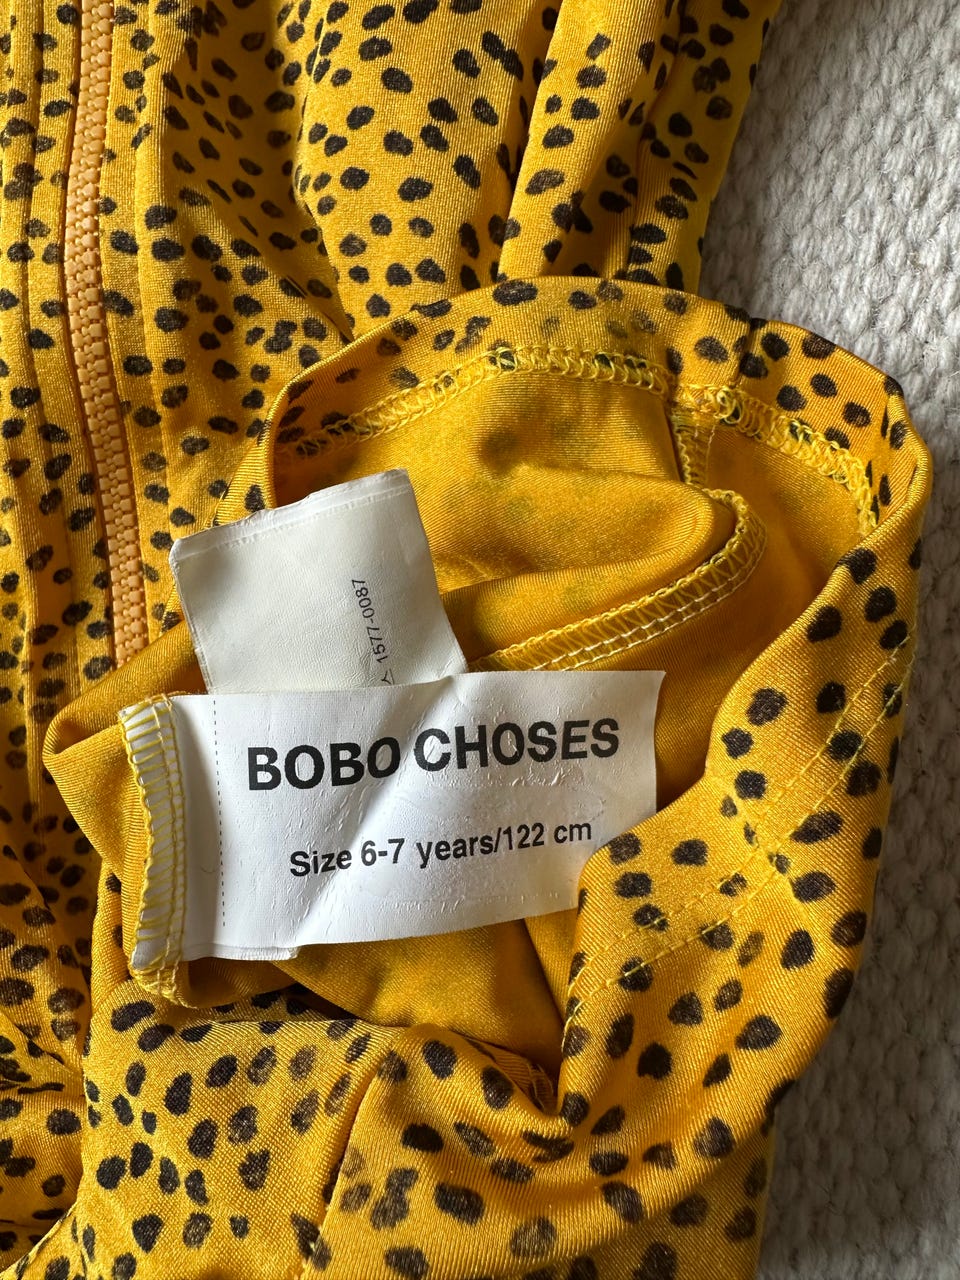 1577-0087
BOBO CHOSES
Size 6-7 years/122 cm